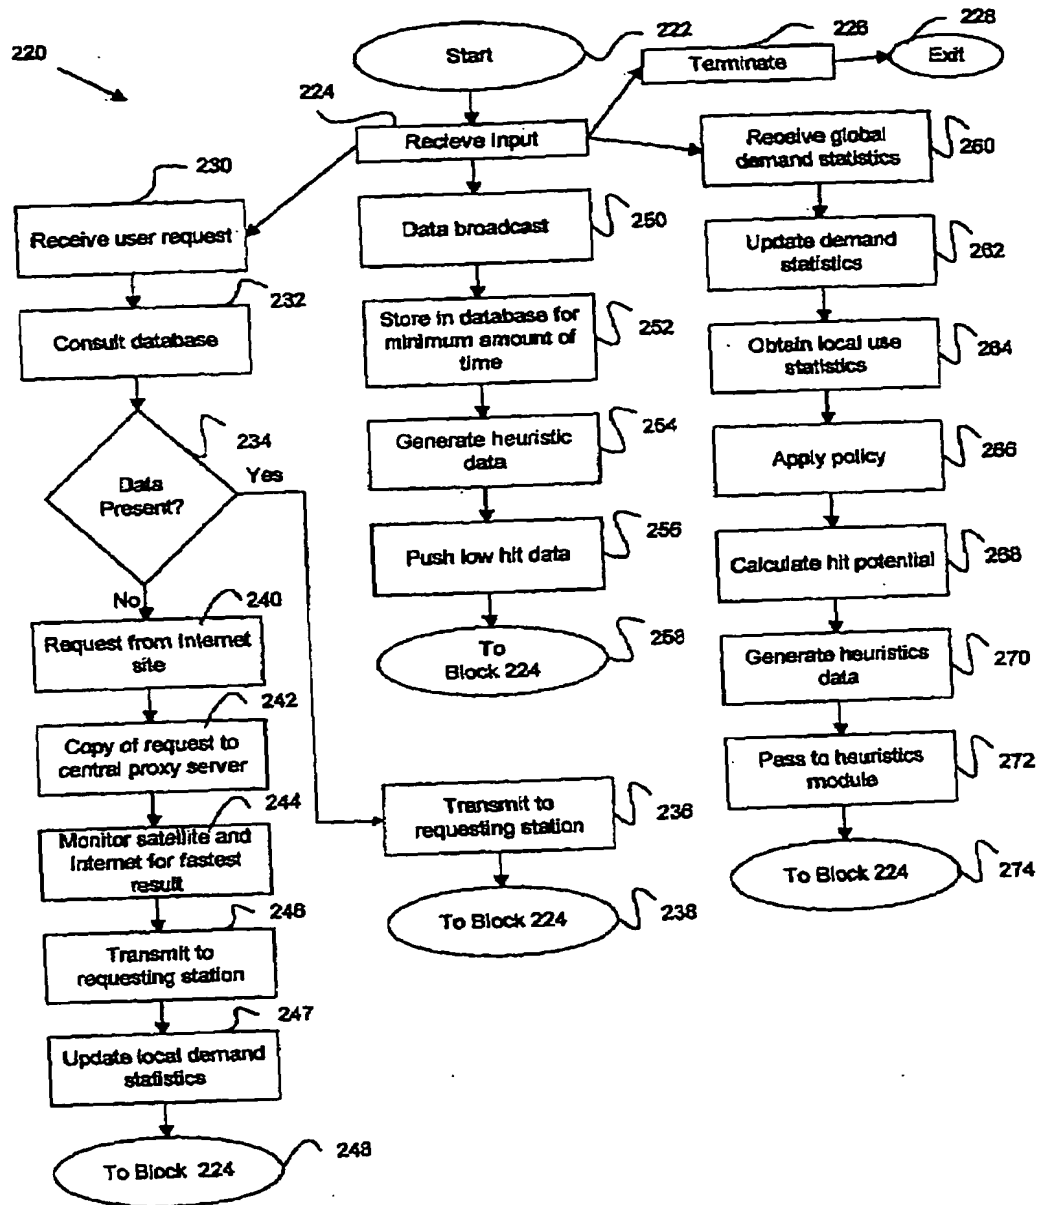 220
Start
222
226
Terminate
228
Exit
224
Recieve Input
230
Receive user request
232
Consult database
234
Data
Present?
Yes
No
240
Request from Internet
site
242
Copy of request to
central proxy server
244
Monitor satellite and
Internet for fastest
result
246
Transmit to
requesting station
247
Update local demand
statistics
To Block 224
248
Data broadcast
250
Store in database for
minimum amount of
time
252
Generate heuristic
data
254
Push low hit data
256
To
Block 224
258
Transmit to
requesting station
236
To Block 224
238
Receive global
demand statistics
260
Update demand
statistics
262
Obtain local use
statistics
264
Apply policy
266
Calculate hit potential
268
Generate heuristics
data
270
Pass to heuristics
module
272
To Block 224
274